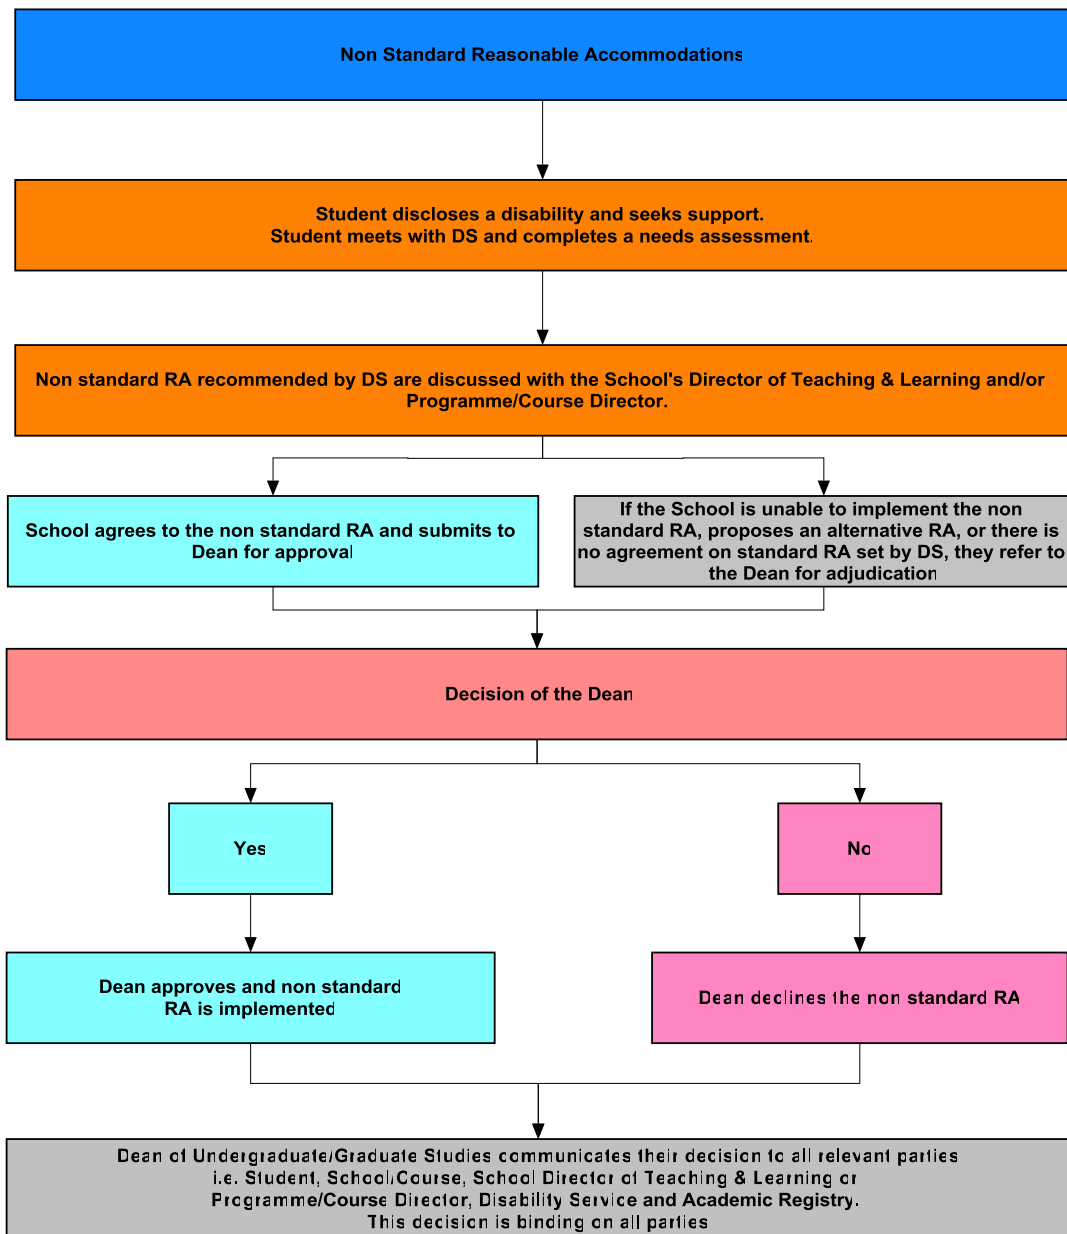 Non Standard Reasonable Accommodations
Student discloses a disability and seeks support.
Student meets with DS and completes a needs assessment.
Non standard RA recommended by DS are discussed with the School's Director of Teaching & Learning and/or
Programme/Course Director.
School agrees to the non standard RA and submits to
Dean for approval
If the School is unable to implement the non
standard RA, proposes an alternative RA, or there is
no agreement on standard RA set by DS, they refer to
the Dean for adjudication
Decision of the Dean
Yes
No
Dean approves and non standard
RA is implemented
Dean declines the non standard RA
Dean of Undergraduate/Graduate Studies communicates their decision to all relevant parties
i.e. Student, School/Course, School Director of Teaching & Learning or
Programme/Course Director, Disability Service and Academic Registry.
This decision is binding on all parties